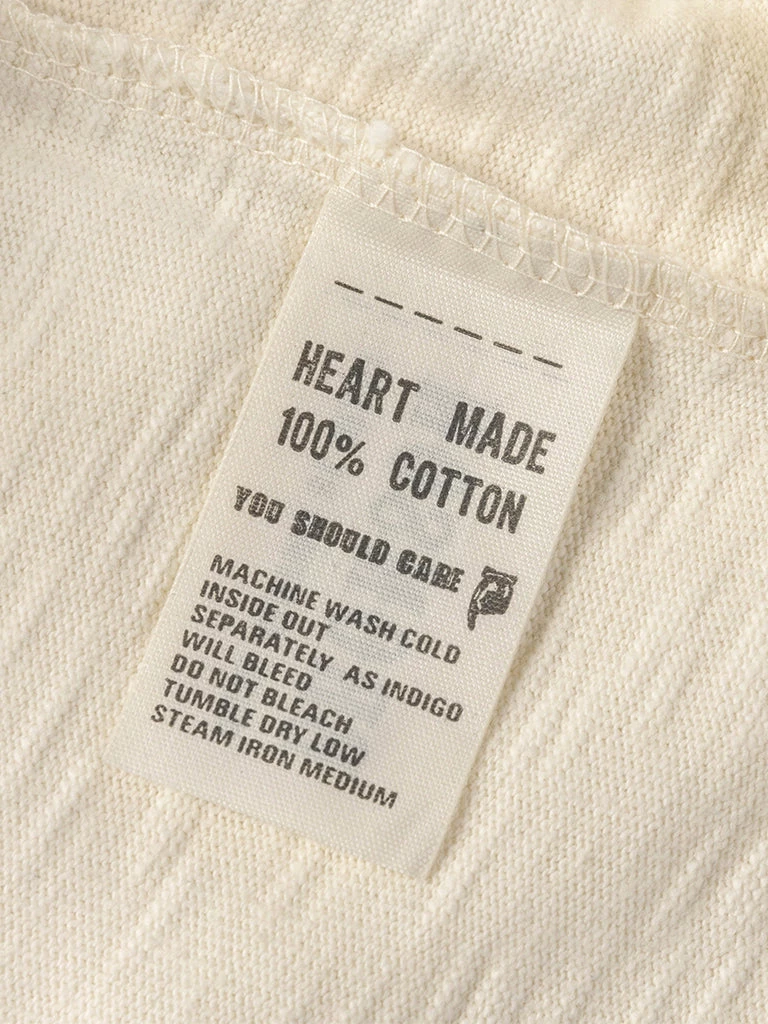 HEART MADE
100% COTTON
YOU SHOULD CARE
MACHINE WASH COLD
INSIDE OUT
SEPARATELY AS INDIGO
WILL BLEED
DO NOT BLEACH
TUMBLE DRY LOW
STEAM IRON MEDIUM